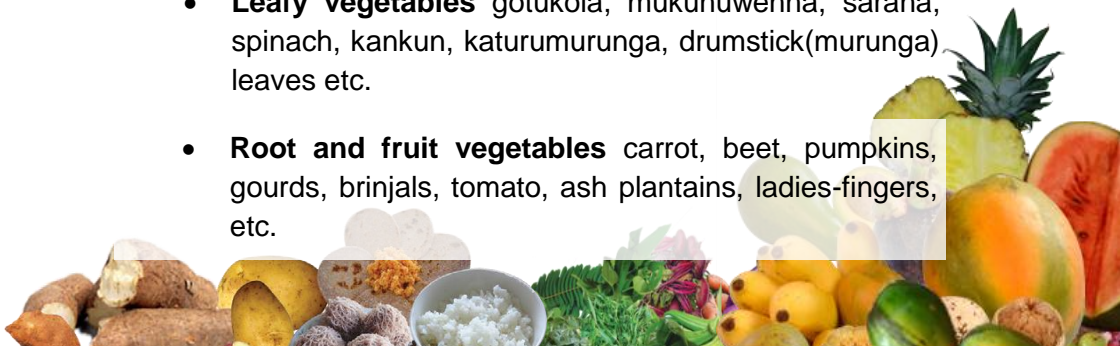 • Leafy vegetables gotukola, mukunuwenna, sarana,
spinach, kankun, katurumurunga, drumstick(murunga)
leaves etc.
• Root and fruit vegetables carrot, beet, pumpkins,
gourds, brinjals, tomato, ash plantains, ladies-fingers,
etc.